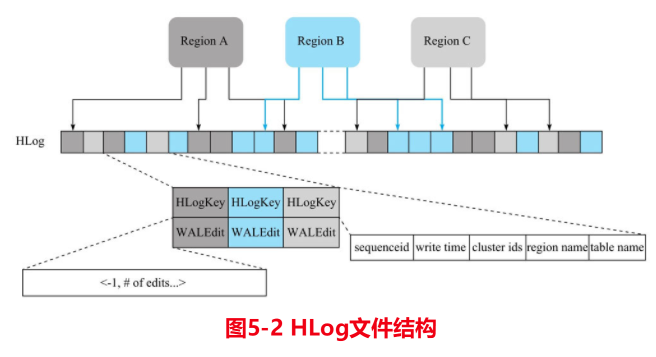 Region A Region B Region C
HLog
HLogKey HLogKey HLogKey
WALEdit WALEdit WALEdit
sequenceid write time cluster ids region name table name
<-1, # of edits...>
图5-2 HLog文件结构